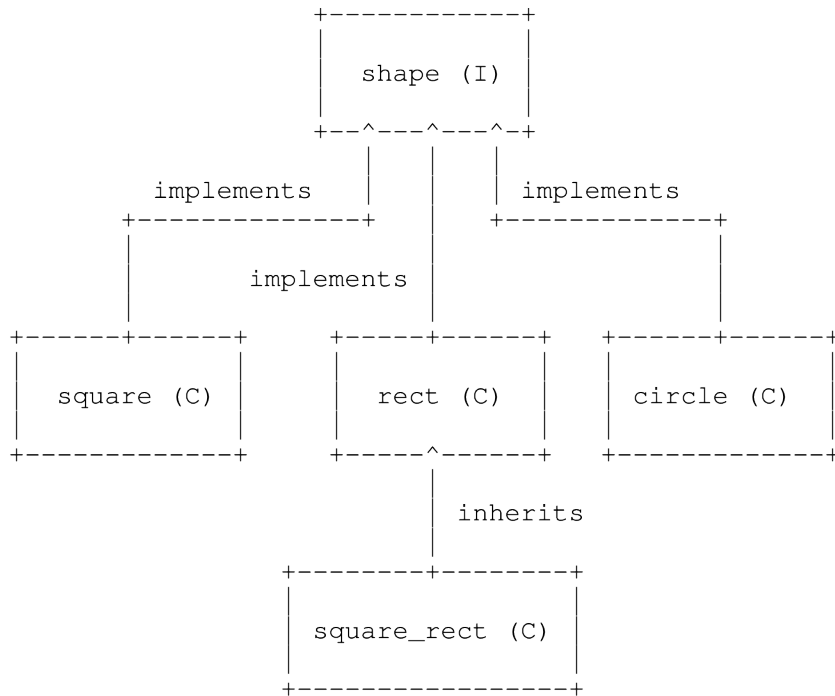 shape (I)
implements
implements
implements
square (C)
rect (C)
circle (C)
inherits
square_rect (C)